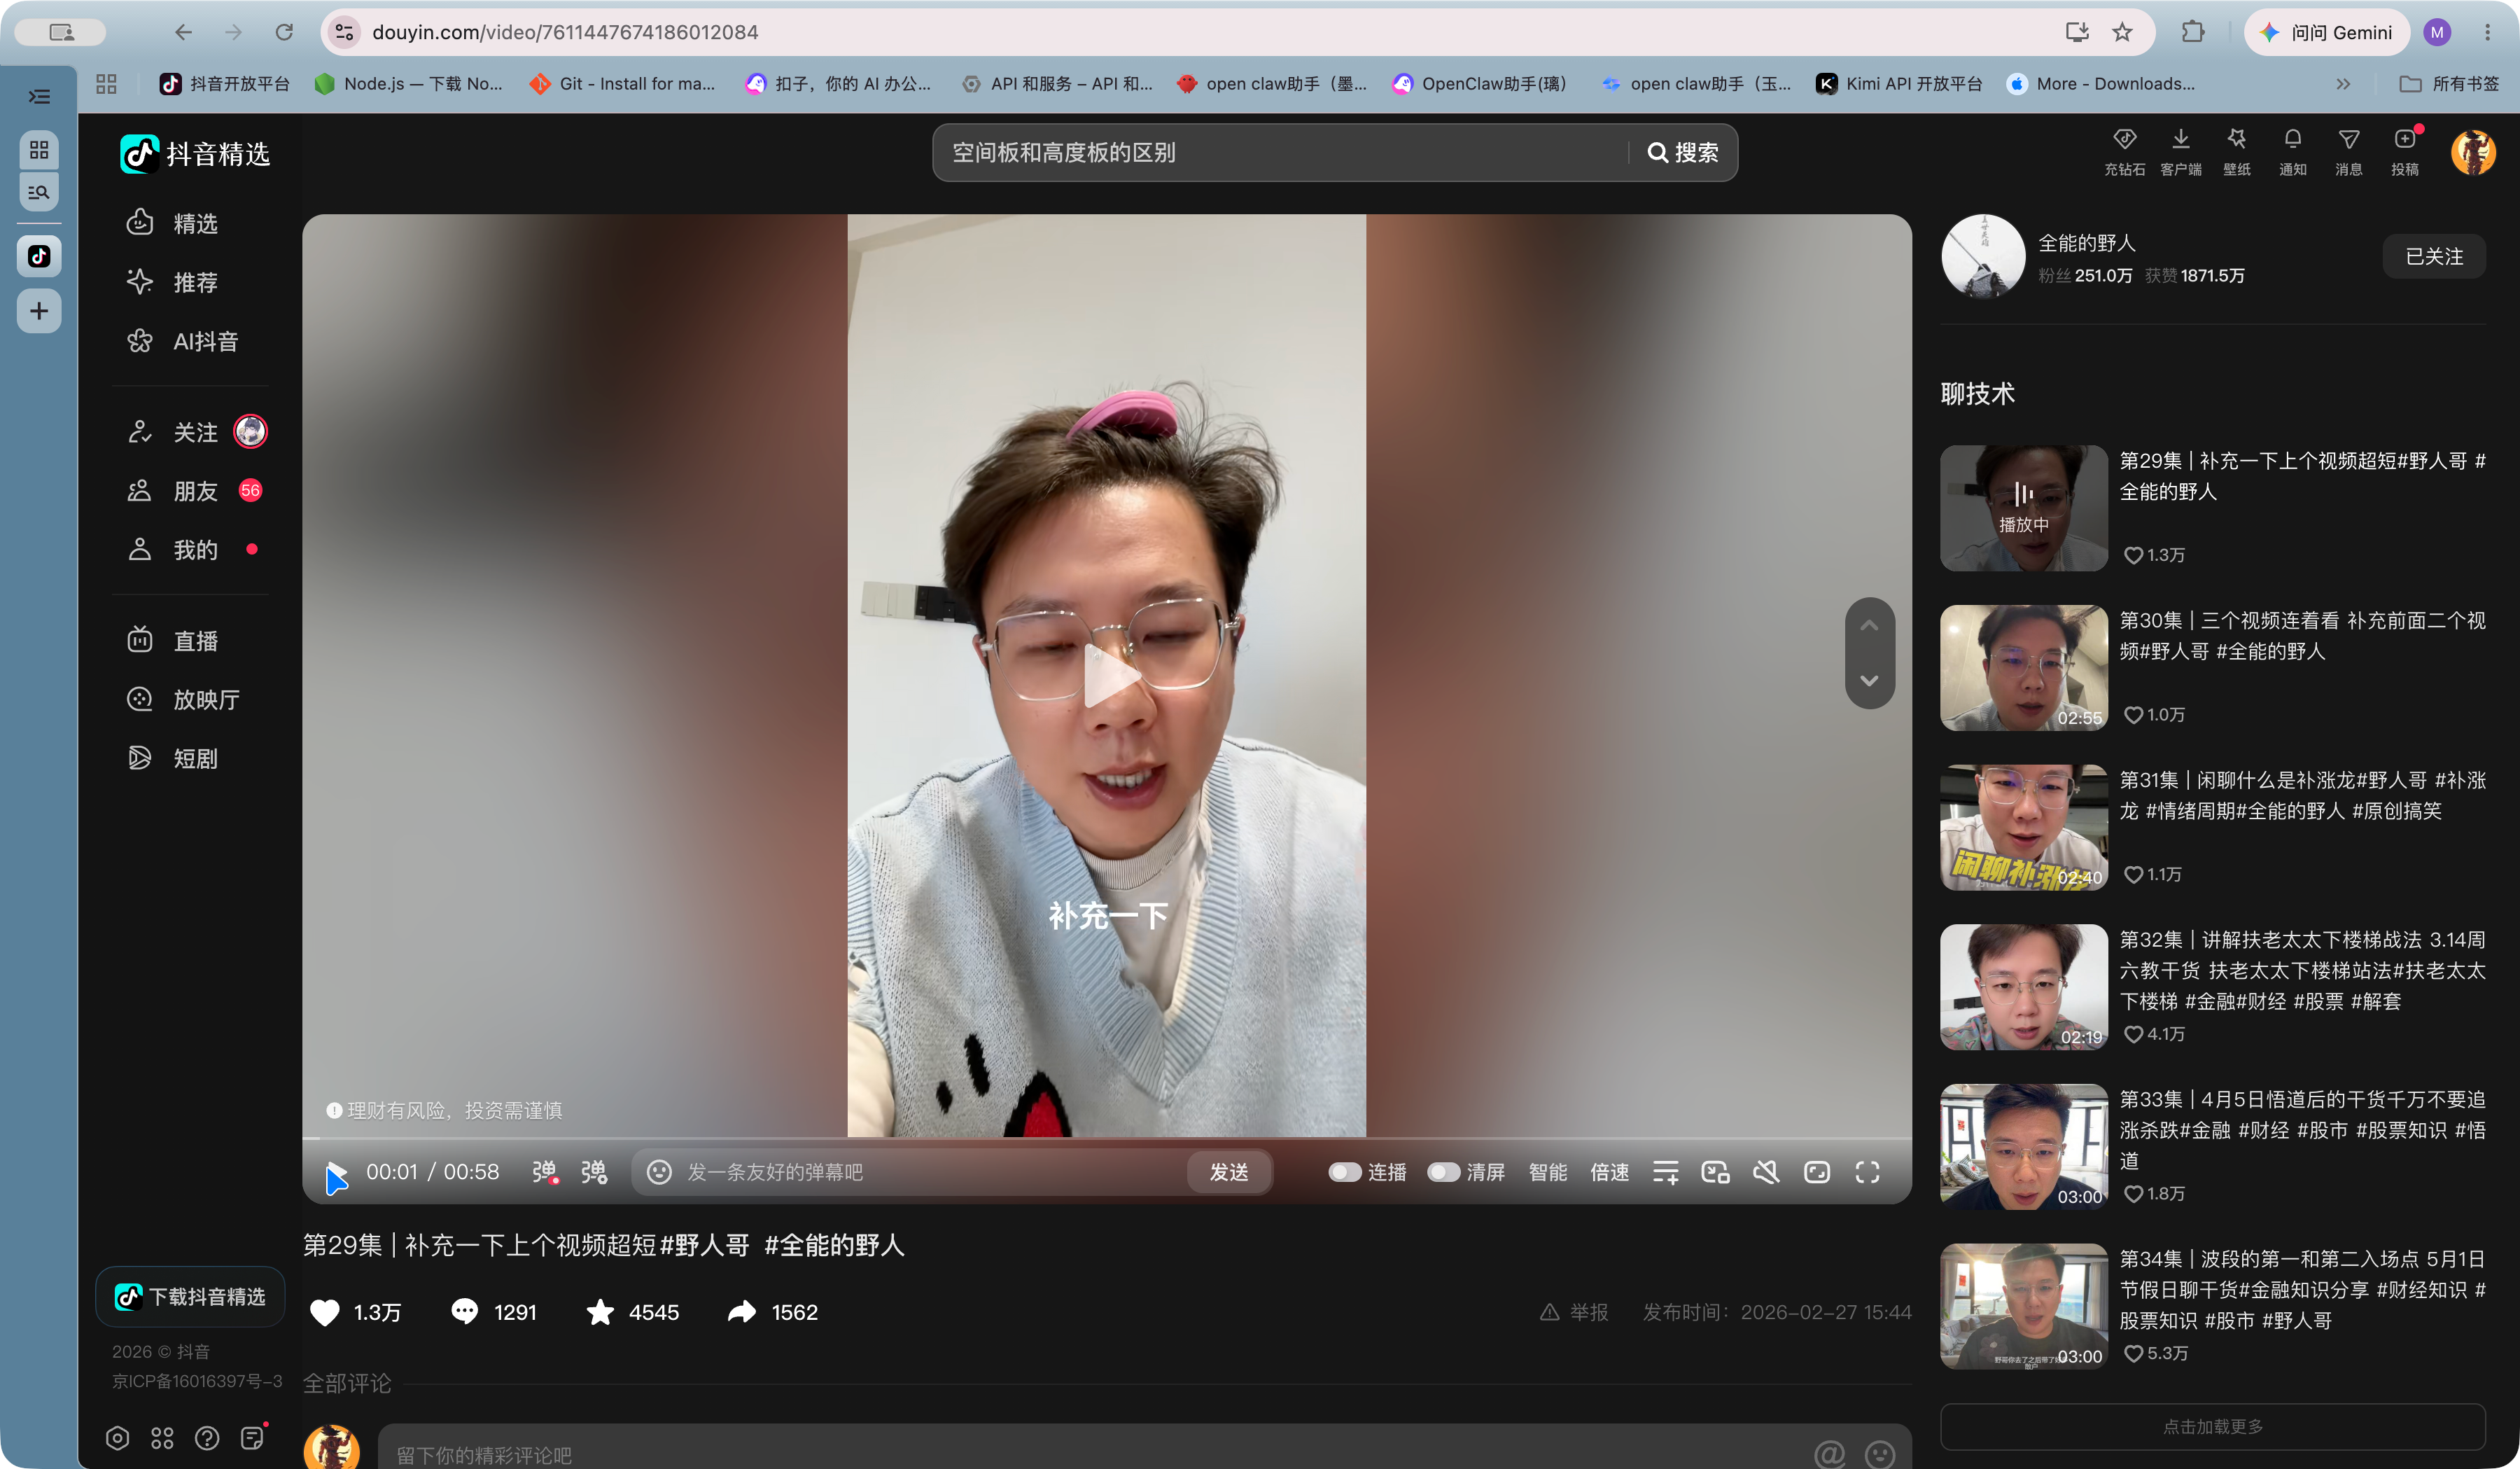 douyin.com/video/7611447674186012084
问问 Gemini
M
抖音开放平台
Node.js — 下载 No...
Git - Install for ma...
扣子，你的 AI 办公...
API 和服务 – API 和...
open claw助手（墨...
OpenClaw助手(璃)
open claw助手（玉...
Kimi API 开放平台
More - Downloads...
所有书签
抖音精选
空间板和高度板的区别
搜索
充钻石
客户端
壁纸
通知
消息
投稿
精选
推荐
AI抖音
关注
朋友
56
我的
直播
放映厅
短剧
下载抖音精选
2026 © 抖音
京ICP备16016397号-3
补充一下
理财有风险，投资需谨慎
00:01 / 00:58
弹
弹
发一条友好的弹幕吧
发送
连播
清屏
智能
倍速
第29集 | 补充一下上个视频超短#野人哥 #全能的野人
1.3万
1291
4545
1562
举报
发布时间：2026-02-27 15:44
全部评论
留下你的精彩评论吧
全能的野人
粉丝 251.0万 获赞 1871.5万
已关注
聊技术
播放中
第29集 | 补充一下上个视频超短#野人哥 #
全能的野人
1.3万
02:55
第30集 | 三个视频连着看 补充前面二个视
频#野人哥 #全能的野人
1.0万
闲聊补涨龙
02:40
第31集 | 闲聊什么是补涨龙#野人哥 #补涨
龙 #情绪周期#全能的野人 #原创搞笑
1.1万
02:19
第32集 | 讲解扶老太太下楼梯战法 3.14周
六教干货 扶老太太下楼梯站法#扶老太太
下楼梯 #金融#财经 #股票 #解套
4.1万
03:00
第33集 | 4月5日悟道后的干货千万不要追
涨杀跌#金融 #财经 #股市 #股票知识 #悟
道
1.8万
03:00
第34集 | 波段的第一和第二入场点 5月1日
节假日聊干货#金融知识分享 #财经知识 #
股票知识 #股市 #野人哥
5.3万
点击加载更多